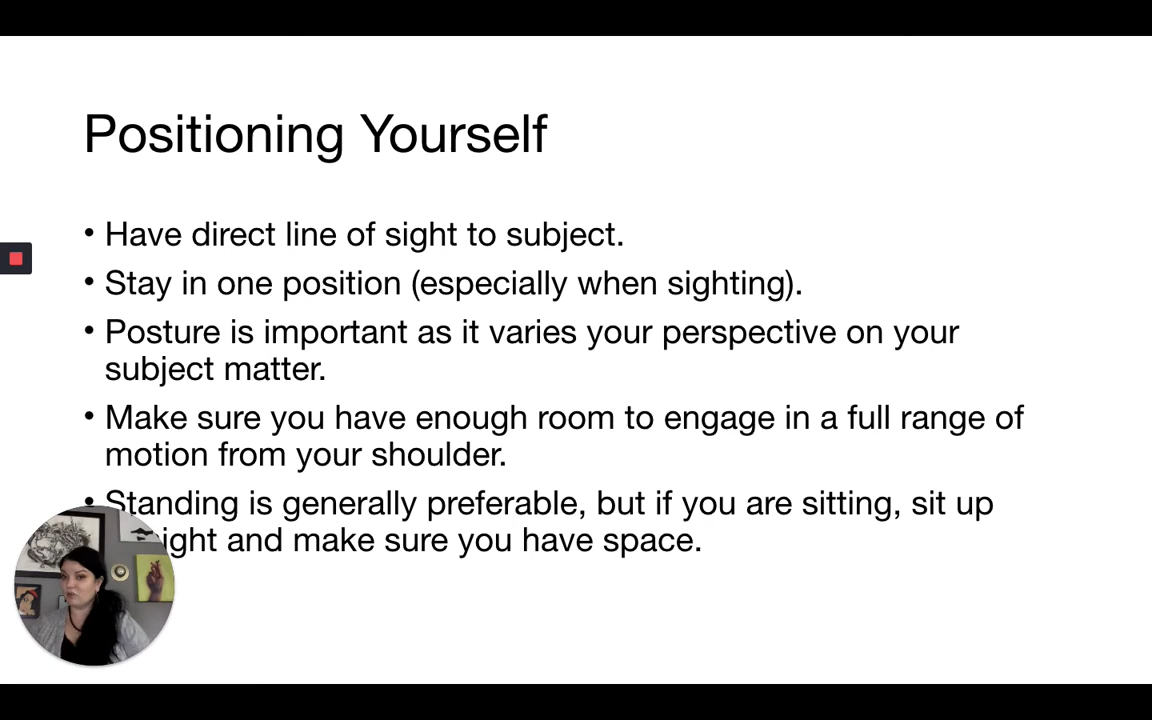 Positioning Yourself
• Have direct line of sight to subject.
• Stay in one position (especially when sighting).
• Posture is important as it varies your perspective on your
subject matter.
• Make sure you have enough room to engage in a full range of
motion from your shoulder.
• Standing is generally preferable, but if you are sitting, sit up
and make sure you have space.